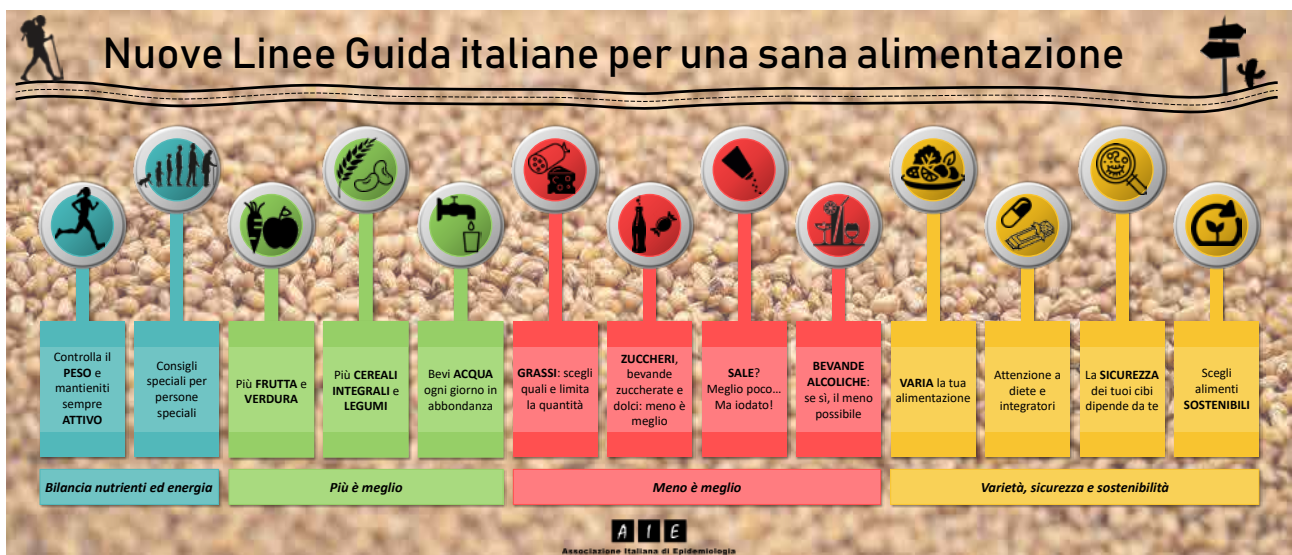 Nuove Linee Guida italiane per una sana alimentazione
Controlla il
PESO e
mantieniti
sempre
ATTIVO
Consigli
speciali per
persone
speciali
Più FRUTTA e
VERDURA
Più CEREALI
INTEGRALI e
LEGUMI
Bevi ACQUA
ogni giorno in
abbondanza
GRASSI: scegli
quali e limita
la quantità
ZUCCHERI,
bevande
zuccherate e
dolci: meno è
meglio
SALE?
Meglio poco…
Ma iodato!
BEVANDE
ALCOLICHE:
se sì, il meno
possibile
VARIA la tua
alimentazione
Attenzione a
diete e
integratori
La SICUREZZA
dei tuoi cibi
dipende da te
Scegli
alimenti
SOSTENIBILI
Bilancia nutrienti ed energia
Più è meglio
Meno è meglio
Varietà, sicurezza e sostenibilità
A I E
Associazione Italiana di Epidemiologia